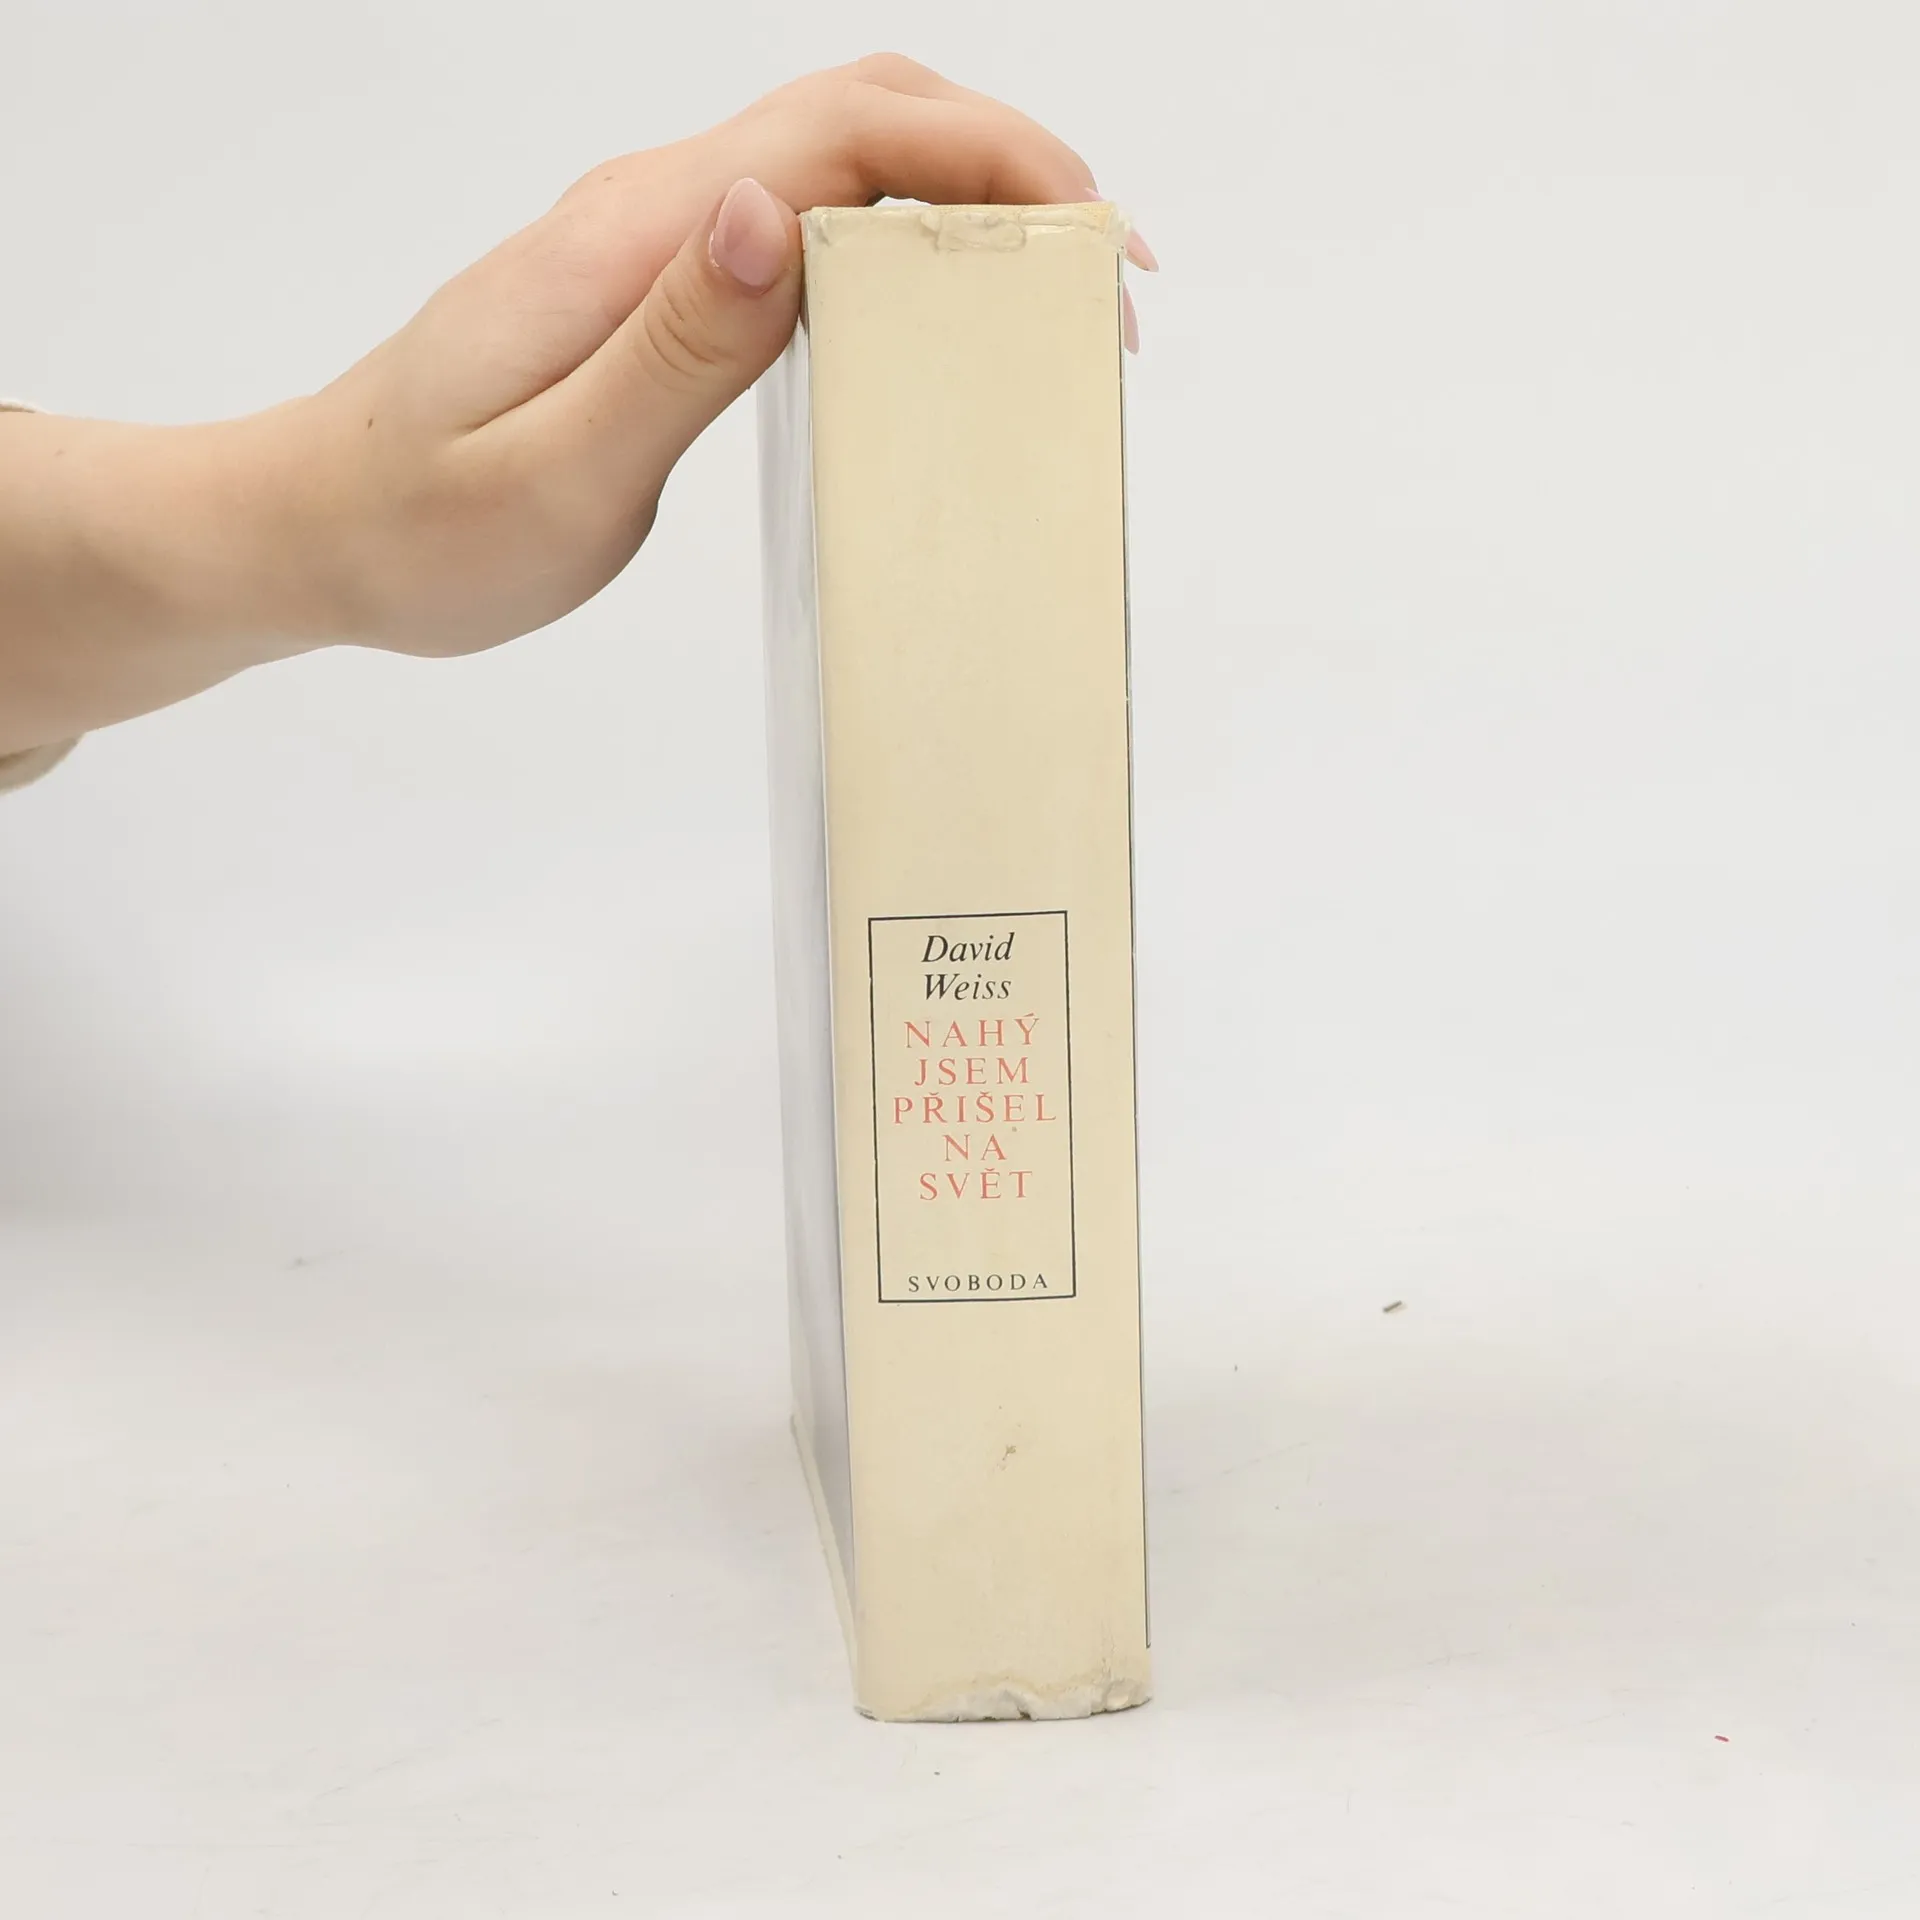 David
Weiss
NAHÝ
JSEM
PŘIŠEL
NA
SVĚT
SVOBODA